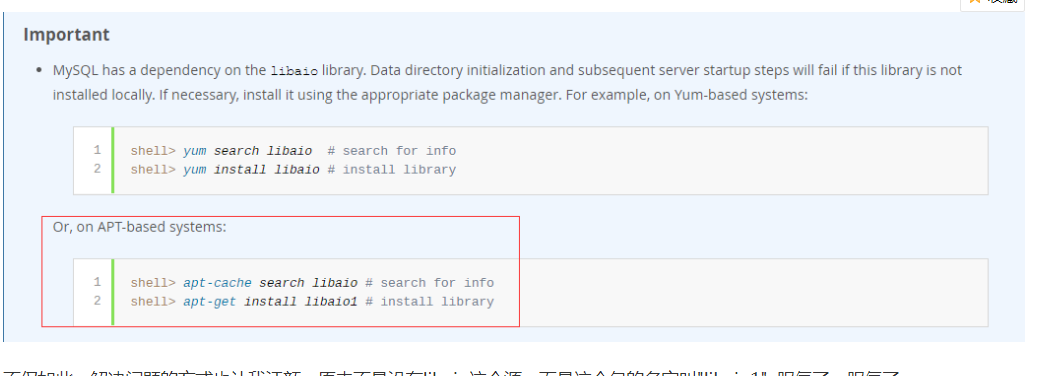 Important
• MySQL has a dependency on the libaio library. Data directory initialization and subsequent server startup steps will fail if this library is not
installed locally. If necessary, install it using the appropriate package manager. For example, on Yum-based systems:
1 shell> yum search libaio # search for info
2 shell> yum install libaio # install library
Or, on APT-based systems:
1 shell> apt-cache search libaio # search for info
2 shell> apt-get install libaio1 # install library